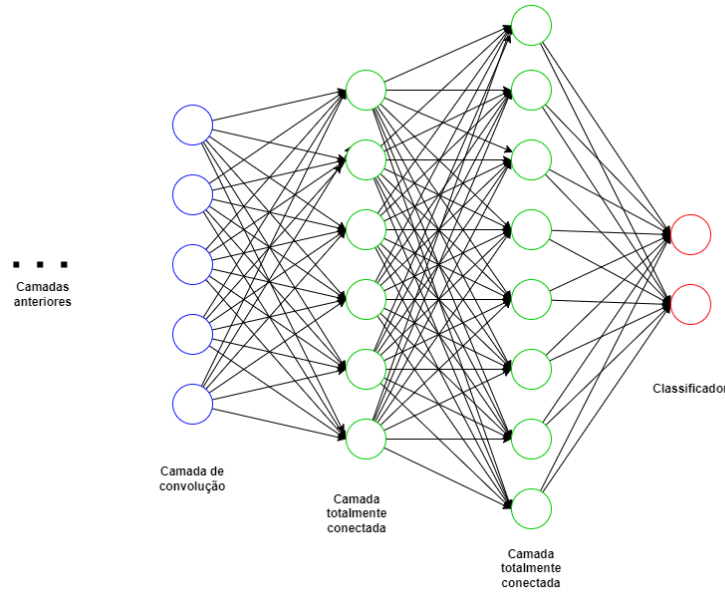 Camadas
anteriores
Camada de
convolução
Camada
totalmente
conectada
Camada
totalmente
conectada
Classificador